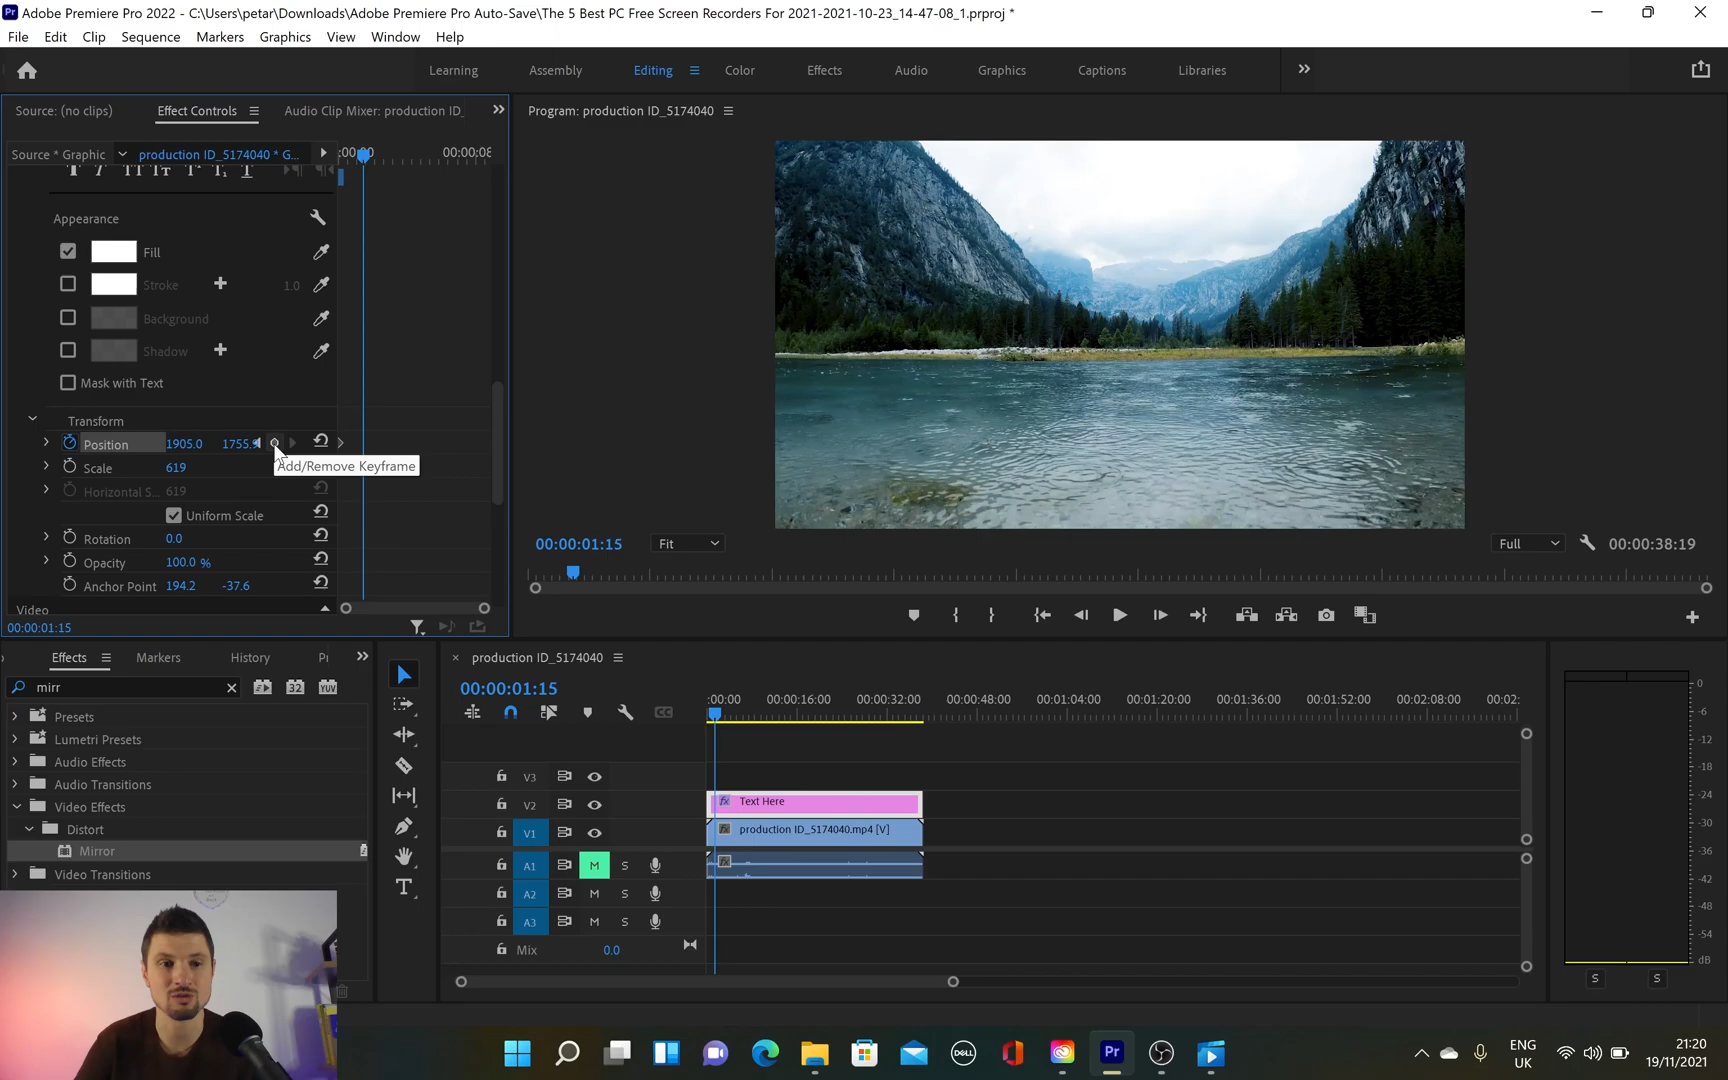 Pr Adobe Premiere Pro 2022 - C:\Users\petar\Downloads\Adobe Premiere Pro Auto-Save\The 5 Best PC Free Screen Recorders For 2021-2021-10-23_14-47-08_1.prproj *
File Edit Clip Sequence Markers Graphics View Window Help
Learning Assembly Editing Color Effects Audio Graphics Captions Libraries
Source: (no clips) Effect Controls Audio Clip Mixer: production ID_
Source * Graphic production ID_5174040 * G... :00:00 00:00:08
Appearance
Fill
Stroke 1.0
Background
Shadow
Mask with Text
Transform
Position 1905.0 1755.
Add/Remove Keyframe
Scale 619
Horizontal S... 619
Uniform Scale
Rotation 0.0
Opacity 100.0 %
Anchor Point 194.2 -37.6
Video
00:00:01:15
Program: production ID_5174040
00:00:01:15 Fit Full 00:00:38:19
Effects Markers History Pr
mirr 32 YUV
Presets
Lumetri Presets
Audio Effects
Audio Transitions
Video Effects
Distort
Mirror
Video Transitions
production ID_5174040
00:00:01:15
:00:00 00:00:16:00 00:00:32:00 00:00:48:00 00:01:04:00 00:01:20:00 00:01:36:00 00:01:52:00 00:02:08:00 00:02:
CC
V3
V2 fx Text Here
V1 fx production ID_5174040.mp4 [V]
A1 M S fx
A2 M S
A3 M S
Mix 0.0
0
-6
-12
-18
-24
-30
-36
-42
-48
-54
dB
S S
DELL Pr
ENG
UK
21:20
19/11/2021